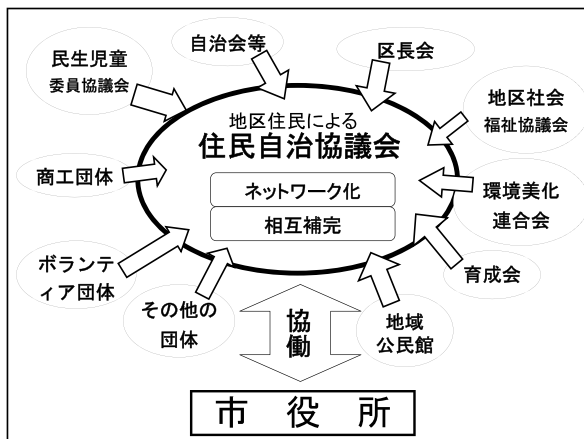 民生児童
委員協議会
自治会等
区長会
地区社会
福祉協議会
地区住民による
住民自治協議会
商工団体
ネットワーク化
相互補完
環境美化
連合会
ボランテ
ィア団体
その他の
団体
協
働
地域
公民館
育成会
市役所